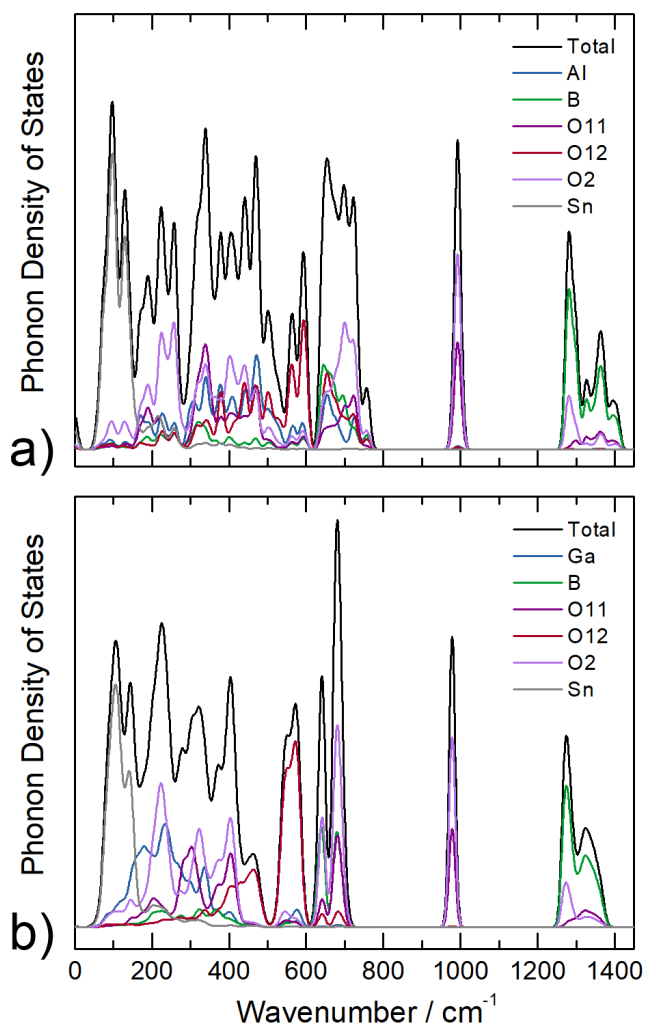 Phonon Density of States
Total
Al
B
O11
O12
O2
Sn
a)
Phonon Density of States
Total
Ga
B
O11
O12
O2
Sn
b)
0 200 400 600 800 1000 1200 1400
Wavenumber / cm⁻¹